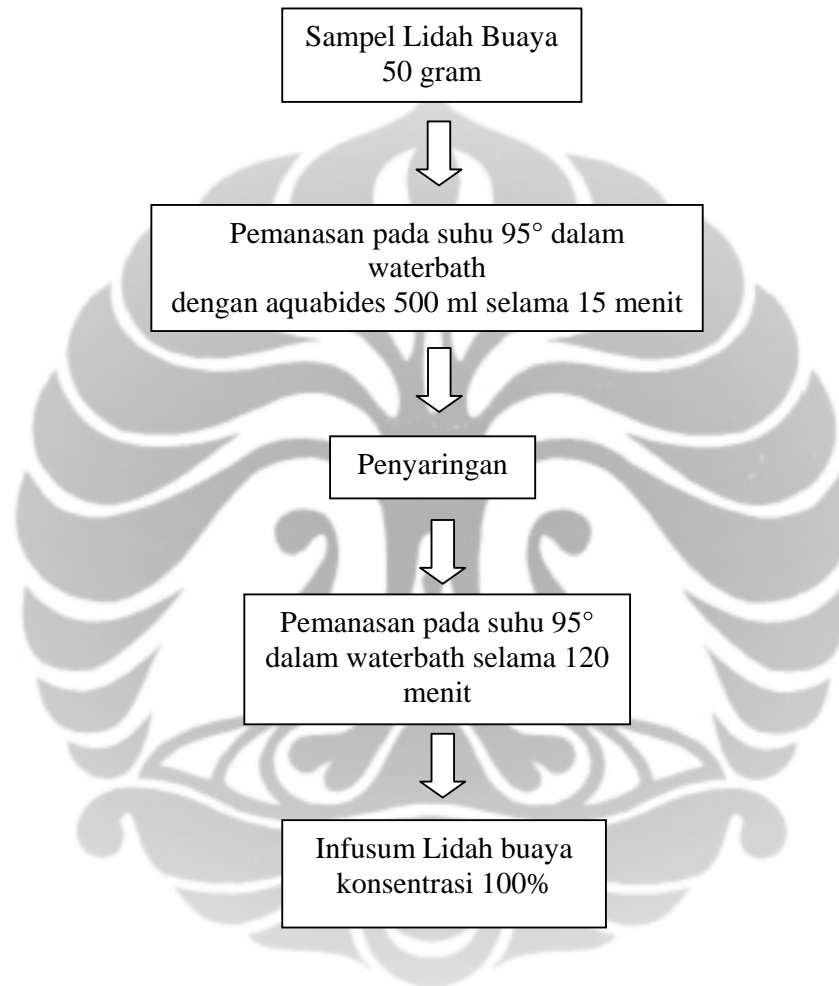 Sampel Lidah Buaya
50 gram
Pemanasan pada suhu 95° dalam
waterbath
dengan aquabides 500 ml selama 15 menit
Penyaringan
Pemanasan pada suhu 95°
dalam waterbath selama 120
menit
Infusum Lidah buaya
konsentrasi 100%